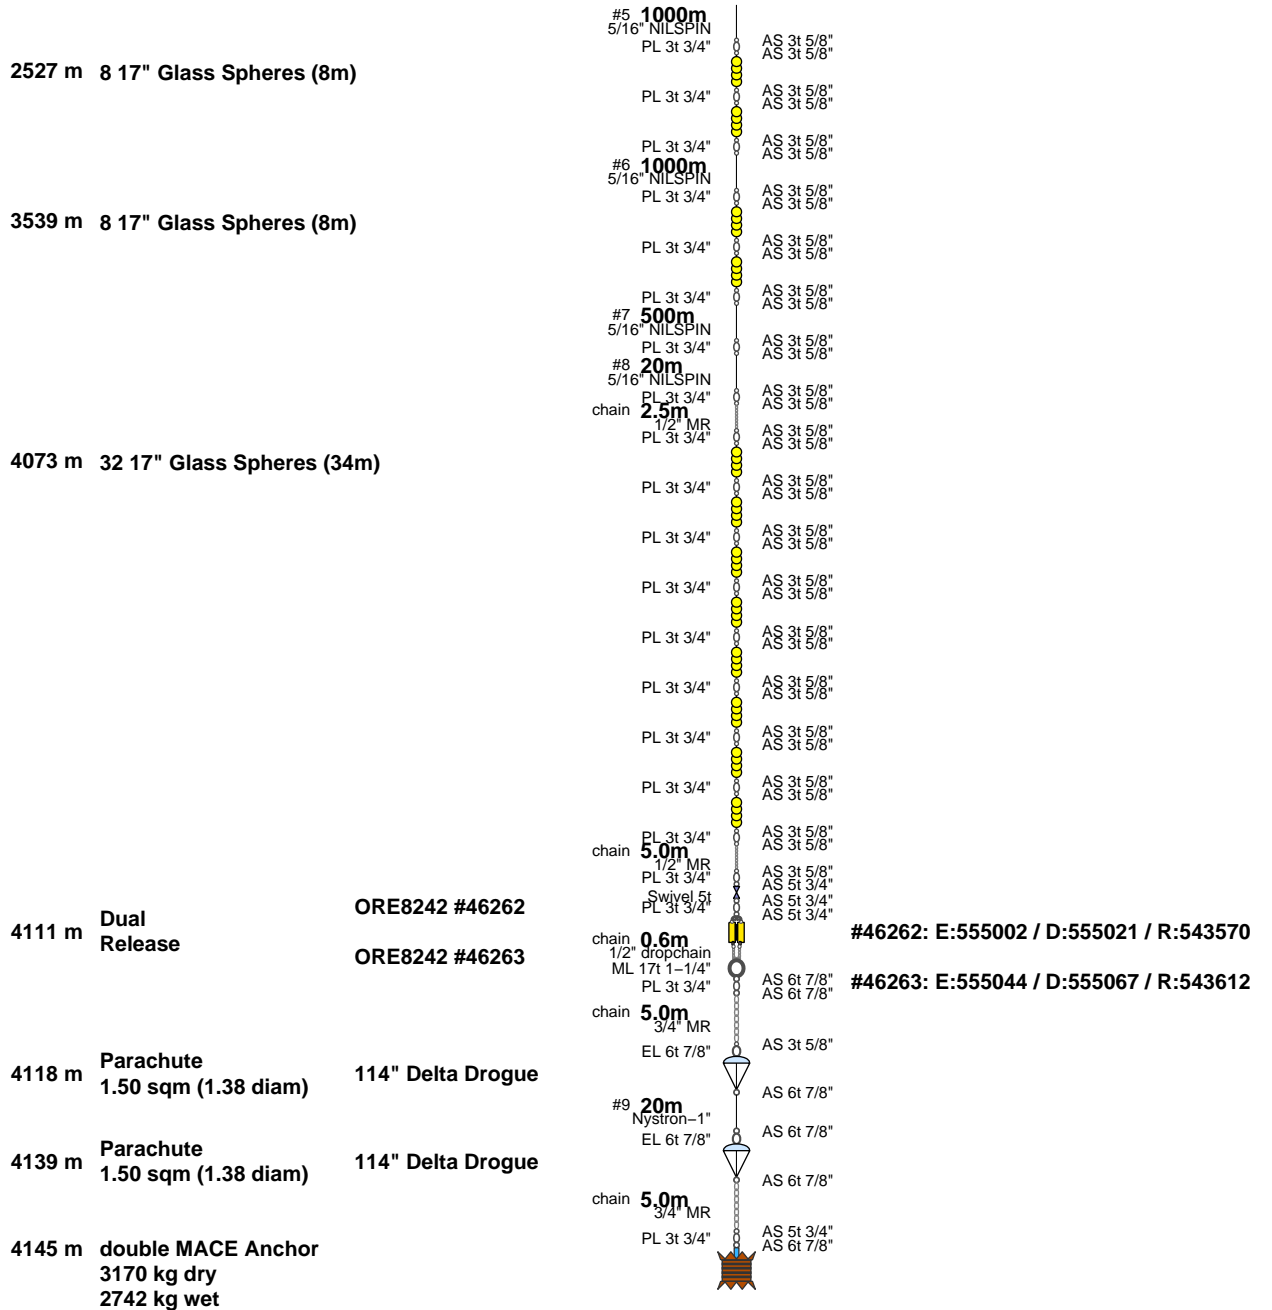 #5 1000m
5/16" NILSPIN
PL 3t 3/4" AS 3t 5/8"
AS 3t 5/8"
2527 m 8 17" Glass Spheres (8m)
PL 3t 3/4" AS 3t 5/8"
AS 3t 5/8"
PL 3t 3/4" AS 3t 5/8"
AS 3t 5/8"
#6 1000m
5/16" NILSPIN
PL 3t 3/4" AS 3t 5/8"
AS 3t 5/8"
3539 m 8 17" Glass Spheres (8m)
PL 3t 3/4" AS 3t 5/8"
AS 3t 5/8"
PL 3t 3/4" AS 3t 5/8"
AS 3t 5/8"
#7 500m
5/16" NILSPIN
PL 3t 3/4" AS 3t 5/8"
AS 3t 5/8"
#8 20m
5/16" NILSPIN
PL 3t 3/4" AS 3t 5/8"
AS 3t 5/8"
chain 2.5m
1/2" MR
PL 3t 3/4" AS 3t 5/8"
AS 3t 5/8"
4073 m 32 17" Glass Spheres (34m)
PL 3t 3/4" AS 3t 5/8"
AS 3t 5/8"
PL 3t 3/4" AS 3t 5/8"
AS 3t 5/8"
PL 3t 3/4" AS 3t 5/8"
AS 3t 5/8"
PL 3t 3/4" AS 3t 5/8"
AS 3t 5/8"
PL 3t 3/4" AS 3t 5/8"
AS 3t 5/8"
PL 3t 3/4" AS 3t 5/8"
AS 3t 5/8"
PL 3t 3/4" AS 3t 5/8"
AS 3t 5/8"
PL 3t 3/4" AS 3t 5/8"
AS 3t 5/8"
chain 5.0m
1/2" MR
PL 3t 3/4" AS 3t 5/8"
AS 5t 3/4"
Swivel 5t
PL 3t 3/4" AS 5t 3/4"
AS 5t 3/4"
4111 m Dual
Release
ORE8242 #46262
ORE8242 #46263
#46262: E:555002 / D:555021 / R:543570
#46263: E:555044 / D:555067 / R:543612
chain 0.6m
1/2" dropchain
ML 17t 1–1/4"
PL 3t 3/4" AS 6t 7/8"
AS 6t 7/8"
chain 5.0m
3/4" MR
EL 6t 7/8" AS 3t 5/8"
4118 m Parachute
1.50 sqm (1.38 diam)
114" Delta Drogue
AS 6t 7/8"
#9 20m
Nystron–1"
EL 6t 7/8" AS 6t 7/8"
4139 m Parachute
1.50 sqm (1.38 diam)
114" Delta Drogue
AS 6t 7/8"
chain 5.0m
3/4" MR
PL 3t 3/4" AS 5t 3/4"
AS 6t 7/8"
4145 m double MACE Anchor
3170 kg dry
2742 kg wet